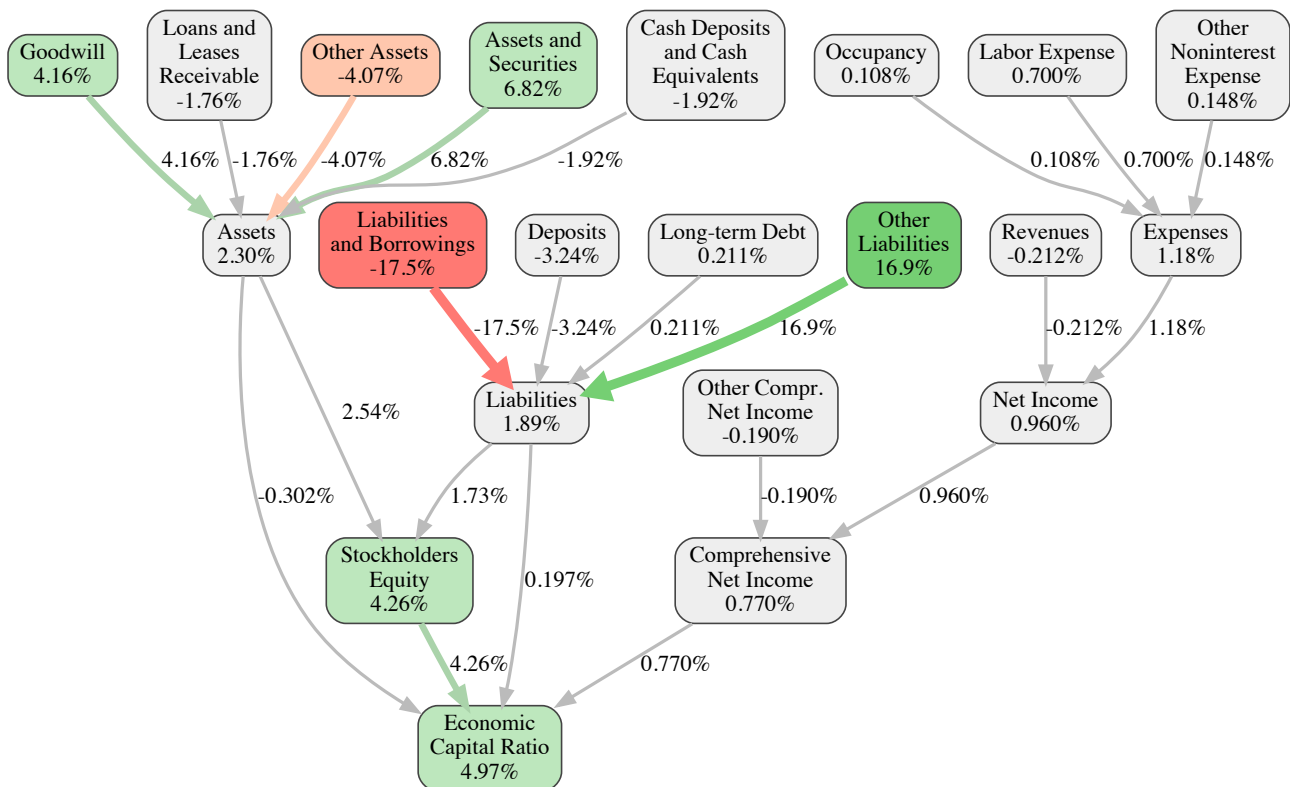 Goodwill
4.16%
Loans and
Leases
Receivable
-1.76%
Other Assets
-4.07%
Assets and
Securities
6.82%
Cash Deposits
and Cash
Equivalents
-1.92%
Occupancy
0.108%
Labor Expense
0.700%
Other
Noninterest
Expense
0.148%
4.16%
-1.76%
-4.07%
6.82%
-1.92%
0.108%
0.700%
0.148%
Assets
2.30%
Liabilities
and Borrowings
-17.5%
Deposits
-3.24%
Long-term Debt
0.211%
Other
Liabilities
16.9%
Revenues
-0.212%
Expenses
1.18%
-17.5%
-3.24%
0.211%
16.9%
-0.212%
1.18%
2.54%
Liabilities
1.89%
Other Compr.
Net Income
-0.190%
Net Income
0.960%
-0.302%
1.73%
-0.190%
0.960%
Stockholders
Equity
4.26%
0.197%
Comprehensive
Net Income
0.770%
4.26%
0.770%
Economic
Capital Ratio
4.97%